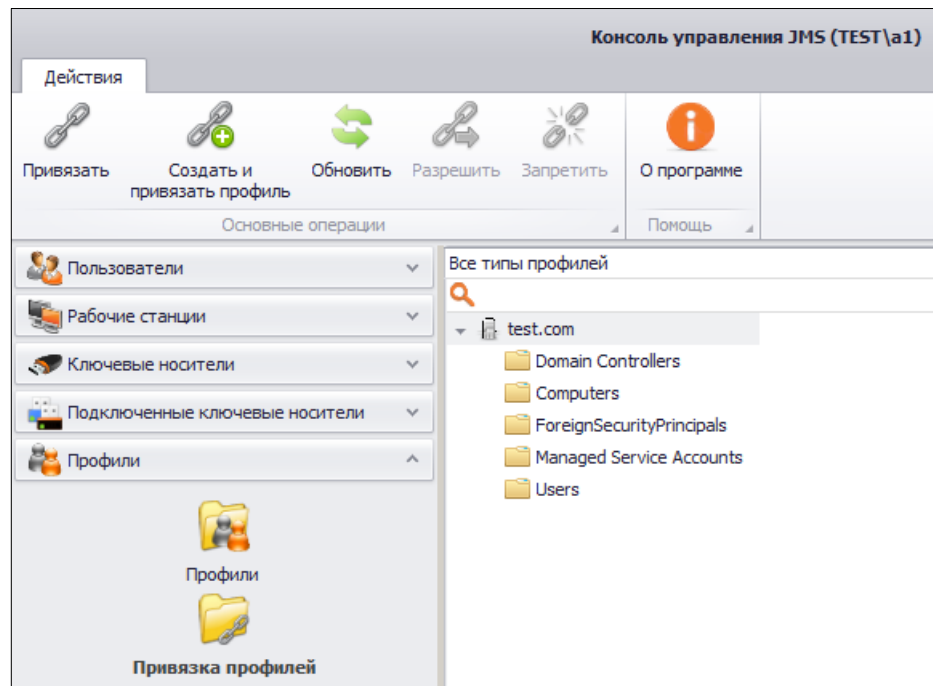 Консоль управления JMS (TEST\a1)
Действия
Привязать
Создать и
привязать профиль
Обновить
Разрешить
Запретить
О программе
Основные операции
Помощь
Пользователи
Рабочие станции
Ключевые носители
Подключенные ключевые носители
Профили
Профили
Привязка профилей
Все типы профилей
test.com
Domain Controllers
Computers
ForeignSecurityPrincipals
Managed Service Accounts
Users